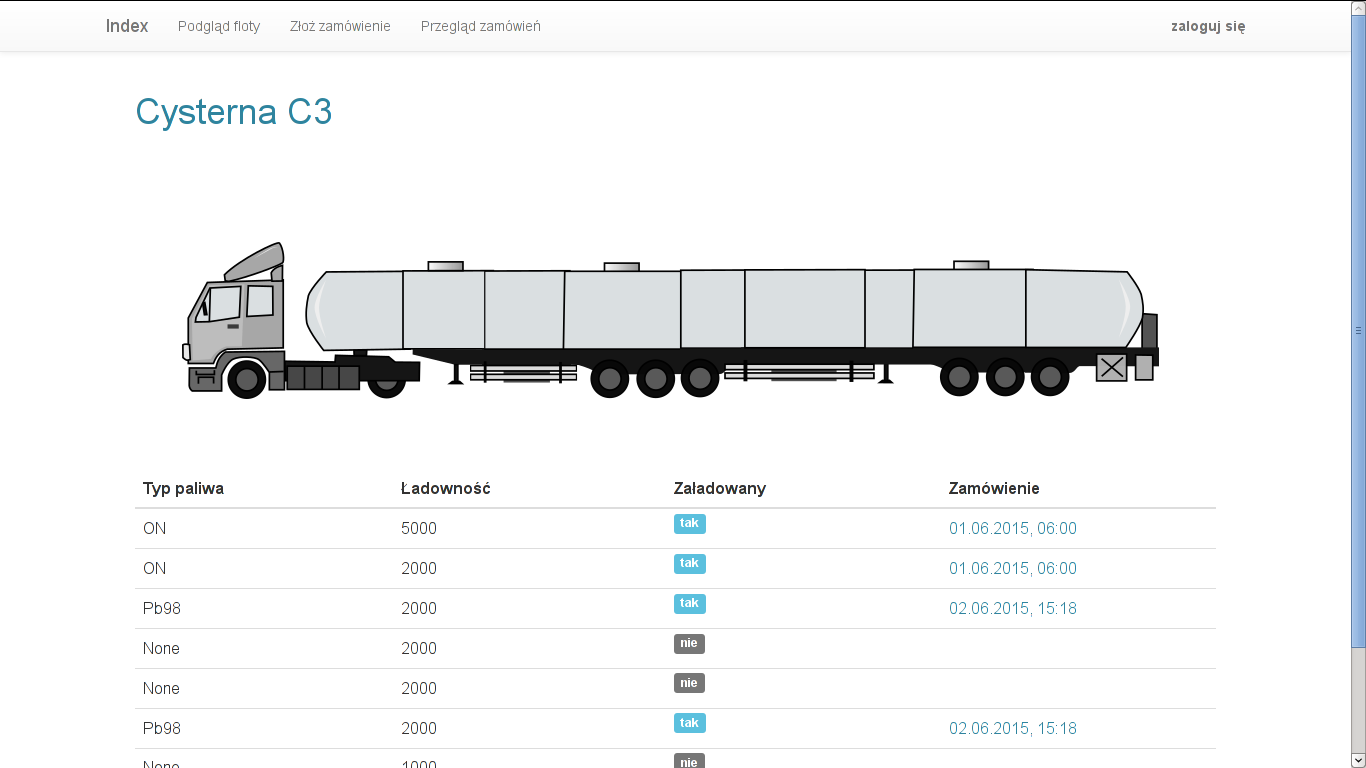 Index Podgląd floty Złoż zamówienie Przegląd zamówień zaloguj się
Cysterna C3
Typ paliwa Ładowność Załadowany Zamówienie
ON 5000 tak 01.06.2015, 06:00
ON 2000 tak 01.06.2015, 06:00
Pb98 2000 tak 02.06.2015, 15:18
None 2000 nie
None 2000 nie
Pb98 2000 tak 02.06.2015, 15:18
None 1000 nie